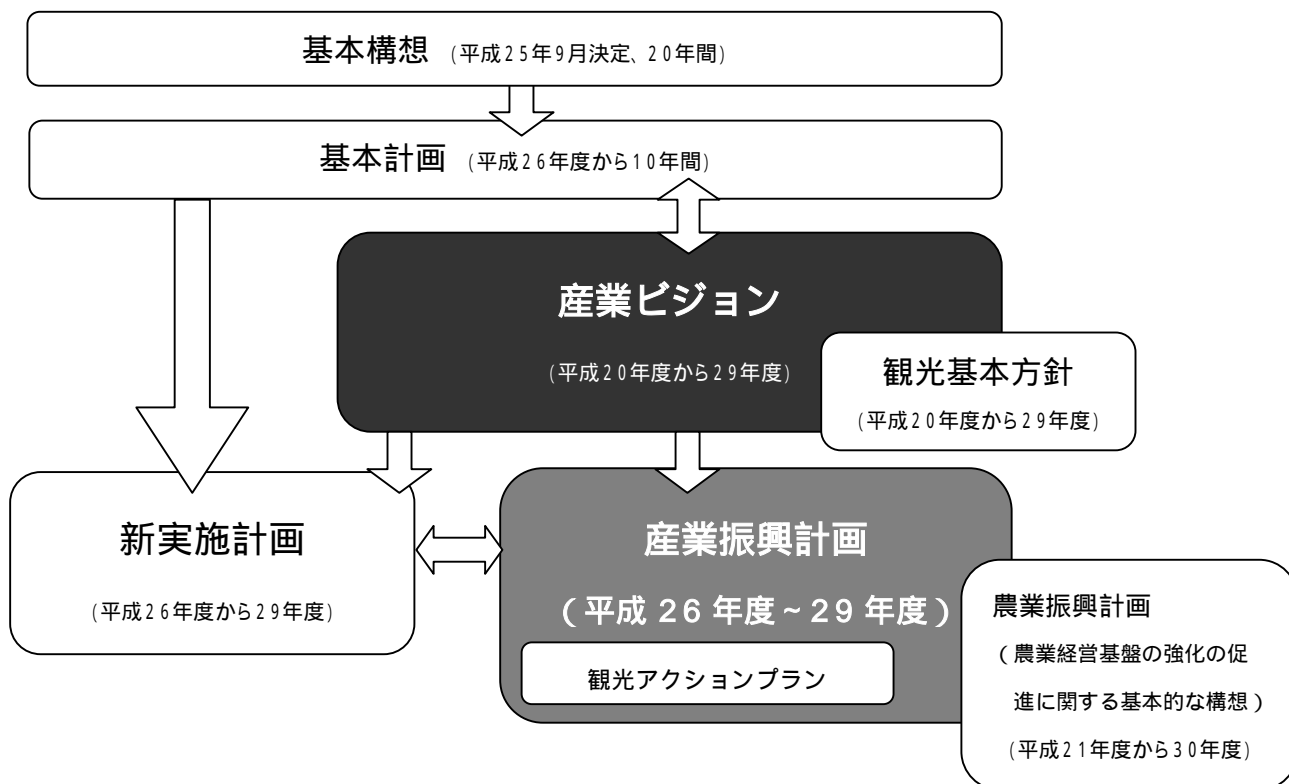 基本構想 (平成25年9月決定、20年間)
基本計画 (平成26年度から10年間)
産業ビジョン
(平成20年度から29年度)
観光基本方針
(平成20年度から29年度)
新実施計画
(平成26年度から29年度)
産業振興計画
(平成 26 年度～29 年度)
観光アクションプラン
農業振興計画
(農業経営基盤の強化の促
進に関する基本的な構想)
(平成21年度から30年度)